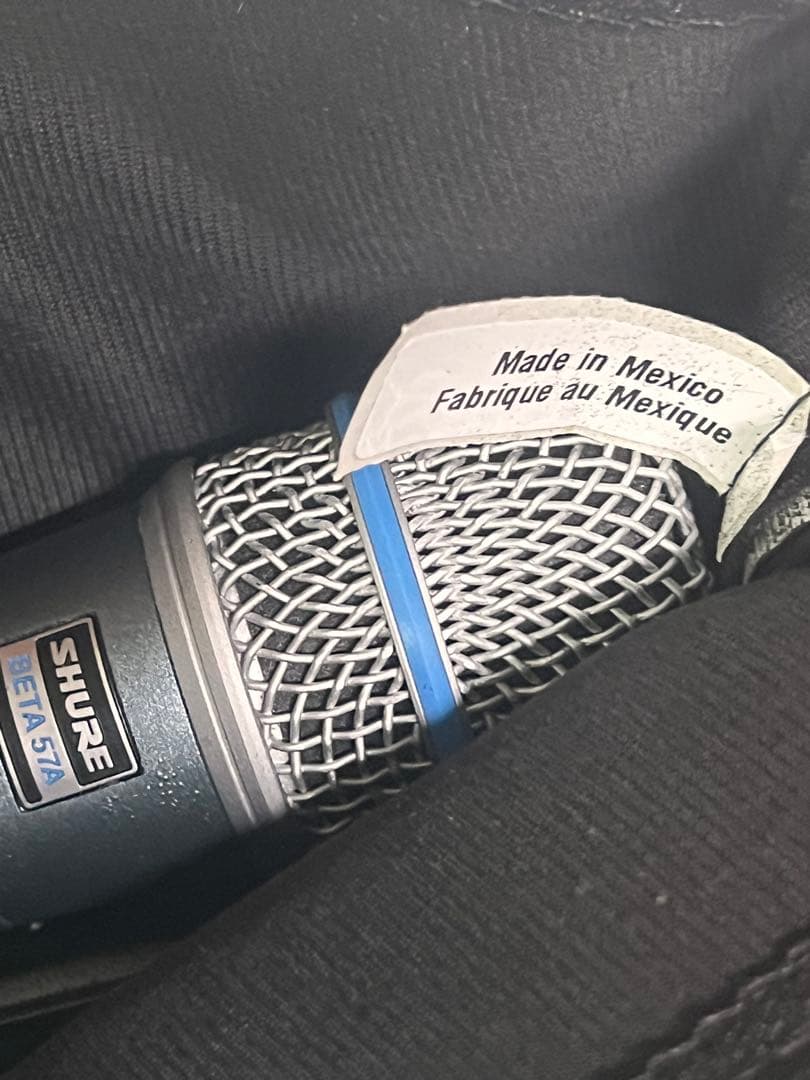 Made in Mexico
Fabrique au Mexique
SHURE
BETA 57A